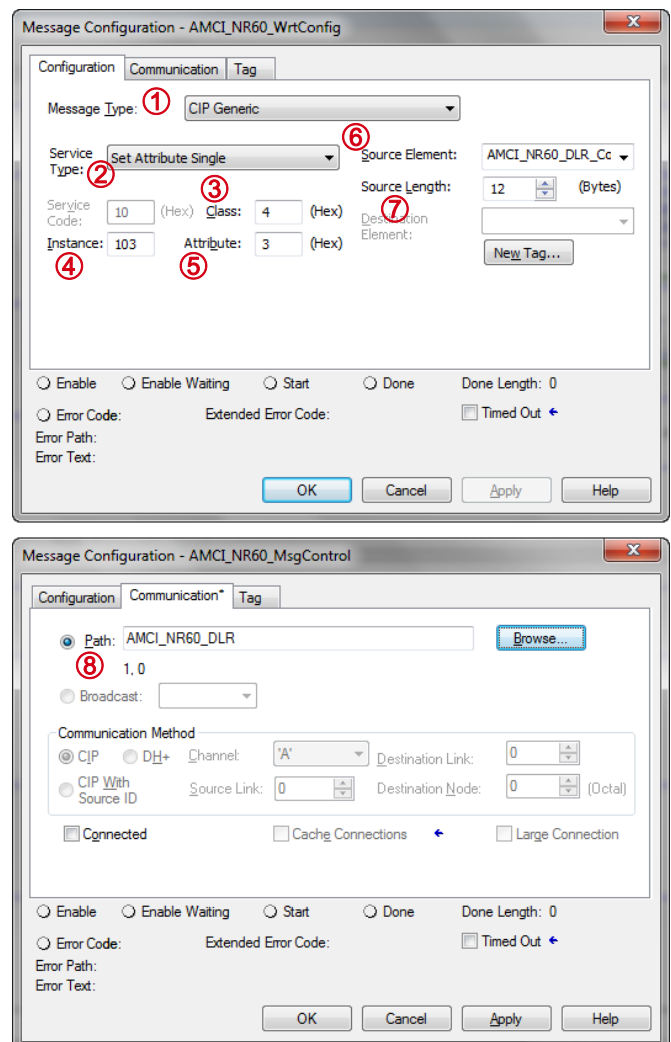 Message Configuration - AMCI_NR60_WrtConfig
Configuration Communication Tag
Message Type: ① CIP Generic
⑥
Service Type: ② Set Attribute Single Source Element: AMCI_NR60_DLR_Cc
③ Source Length: 12 (Bytes)
Service Code: 10 (Hex) Class: 4 (Hex) ⑦ Destination Element:
Instance: 103 Attribute: 3 (Hex) New Tag...
④ ⑤
Enable Enable Waiting Start Done Done Length: 0
Error Code: Extended Error Code: Timed Out
Error Path:
Error Text:
OK Cancel Apply Help
Message Configuration - AMCI_NR60_MsgControl
Configuration Communication* Tag
Path: AMCI_NR60_DLR Browse...
⑧ 1, 0
Broadcast:
Communication Method
CIP DH+ Channel: 'A' Destination Link: 0
CIP With Source ID Source Link: 0 Destination Node: 0 (Octal)
Connected Cache Connections Large Connection
Enable Enable Waiting Start Done Done Length: 0
Error Code: Extended Error Code: Timed Out
Error Path:
Error Text:
OK Cancel Apply Help